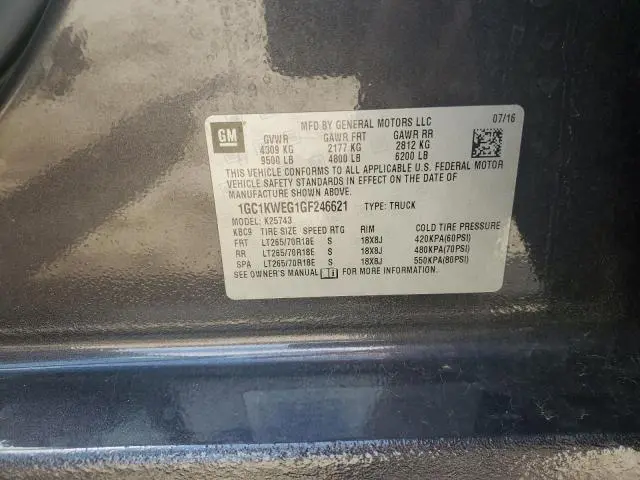 GM
MFD BY GENERAL MOTORS LLC
07/16
GVWR GAWR FRT GAWR RR
4309 KG 2177 KG 2812 KG
9500 LB 4800 LB 6200 LB
THIS VEHICLE CONFORMS TO ALL APPLICABLE U.S. FEDERAL MOTOR
VEHICLE SAFETY STANDARDS IN EFFECT ON THE DATE OF
MANUFACTURE SHOWN ABOVE.
1GC1KWEG1GF246621 TYPE: TRUCK
MODEL: K25743
KBC9 TIRE SIZE SPEED RTG RIM COLD TIRE PRESSURE
FRT LT265/70R18E S 18X8J 420KPA(60PSI)
RR LT265/70R18E S 18X8J 480KPA(70PSI)
SPA LT265/70R18E S 18X8J 550KPA(80PSI)
SEE OWNER'S MANUAL FOR MORE INFORMATION.